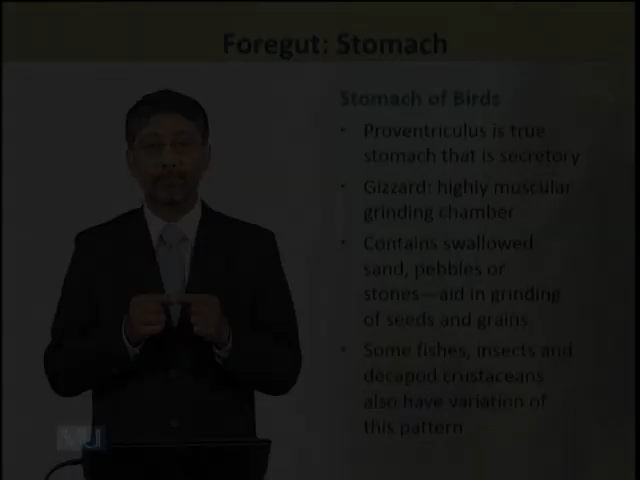 Foregut: Stomach
Stomach of Birds
• Proventriculus is true
stomach that is secretory
• Gizzard: highly muscular
grinding chamber
• Contains swallowed
sand, pebbles or
stones—aid in grinding
of seeds and grains
• Some fishes, insects and
decapod crustaceans
also have variation of
this pattern